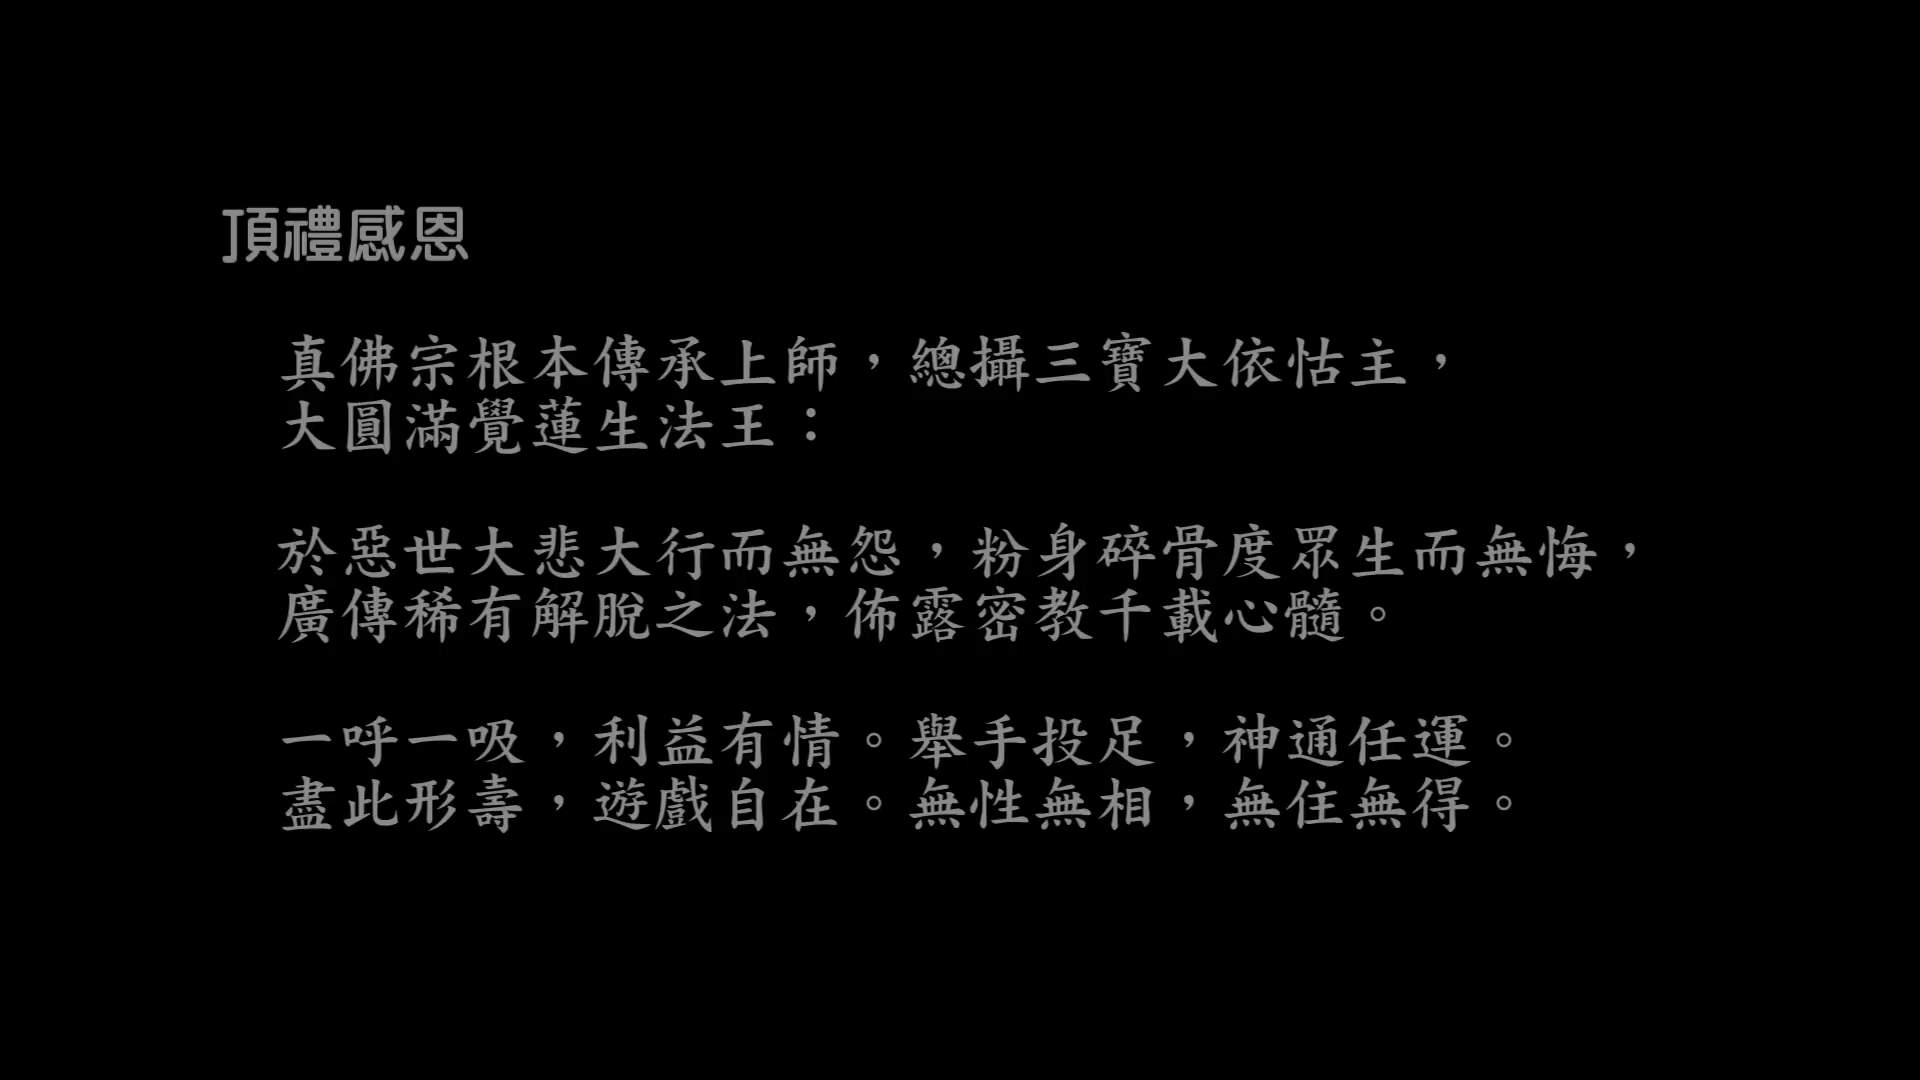 頂禮感恩
真佛宗根本傳承上師，總攝三寶大依怙主，
大圓滿覺蓮生法王：
於惡世大悲大行而無怨，粉身碎骨度眾生而無悔，
廣傳稀有解脫之法，佈露密教千載心髓。
一呼一吸，利益有情。舉手投足，神通任運。
盡此形壽，遊戲自在。無性無相，無住無得。